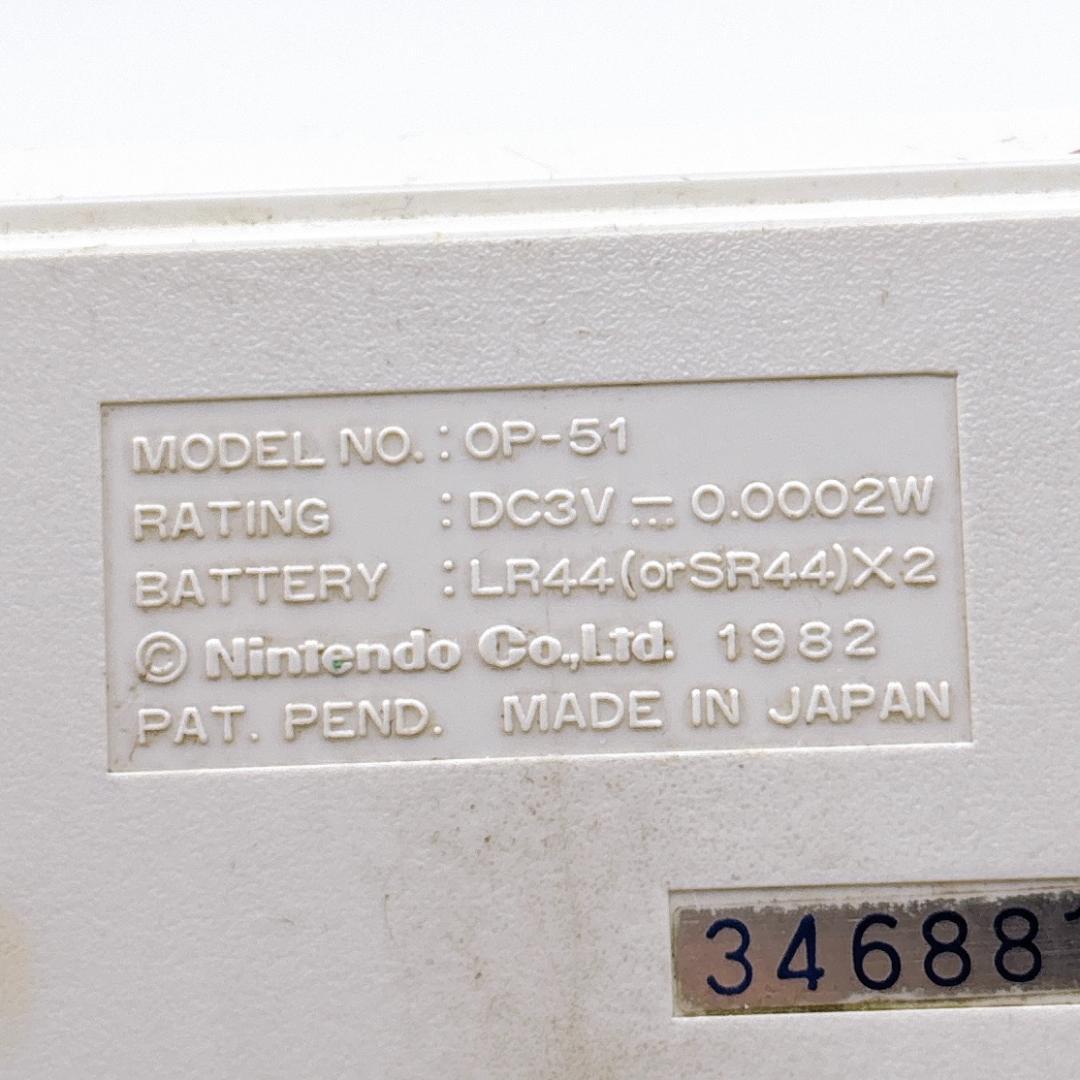 MODEL NO. : OP-51
RATING : DC3V ⎓ 0.0002W
BATTERY : LR44(orSR44)X2
© Nintendo Co.,Ltd. 1982
PAT. PEND. MADE IN JAPAN
34688